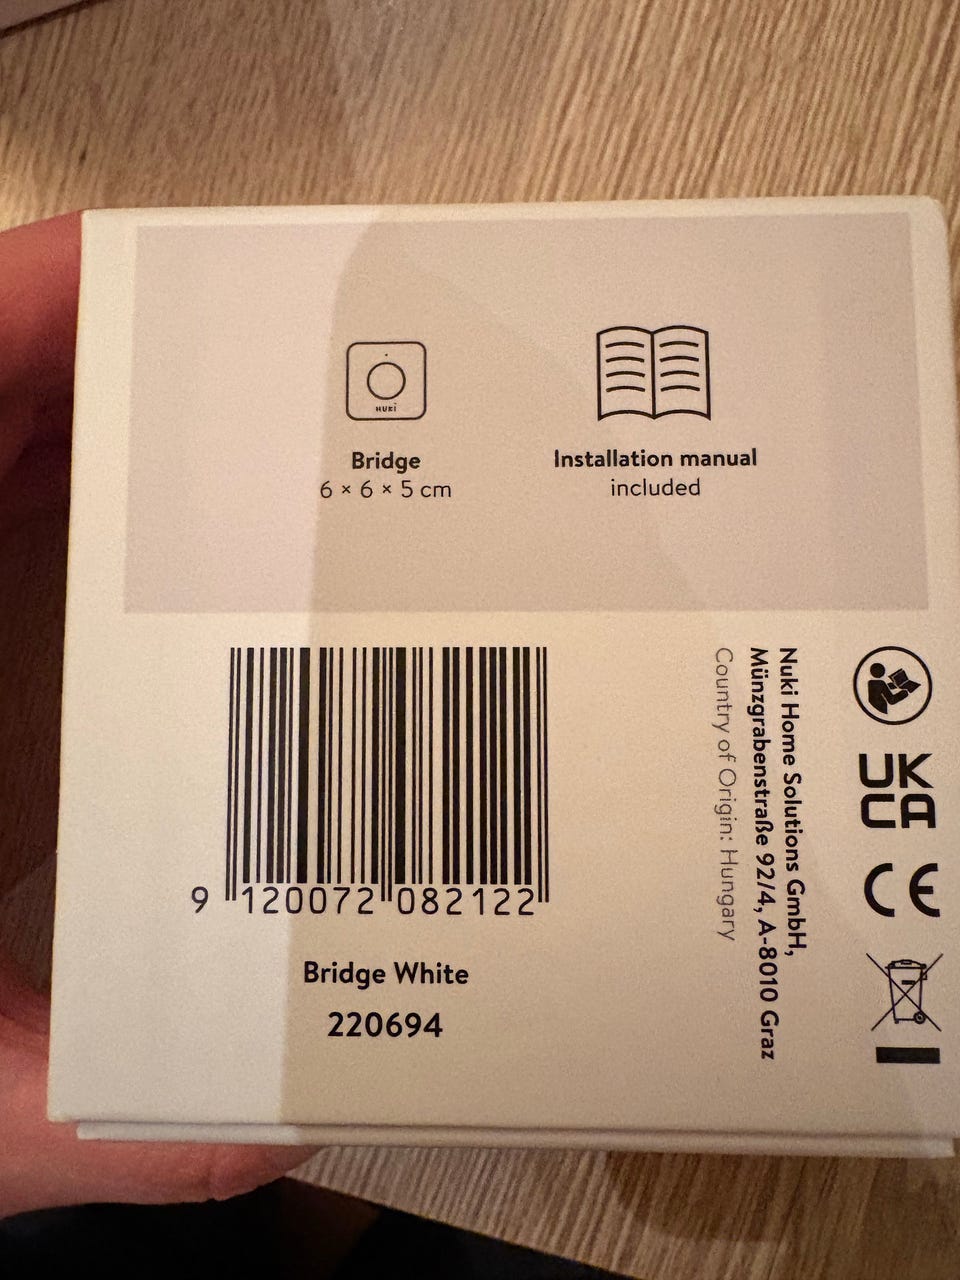 NUKI
Bridge
6 × 6 × 5 cm
Installation manual
included
9 120072 082122
Bridge White
220694
Nuki Home Solutions GmbH,
Münzgrabenstraße 92/4, A-8010 Graz
Country of Origin: Hungary
UK
CA
CE